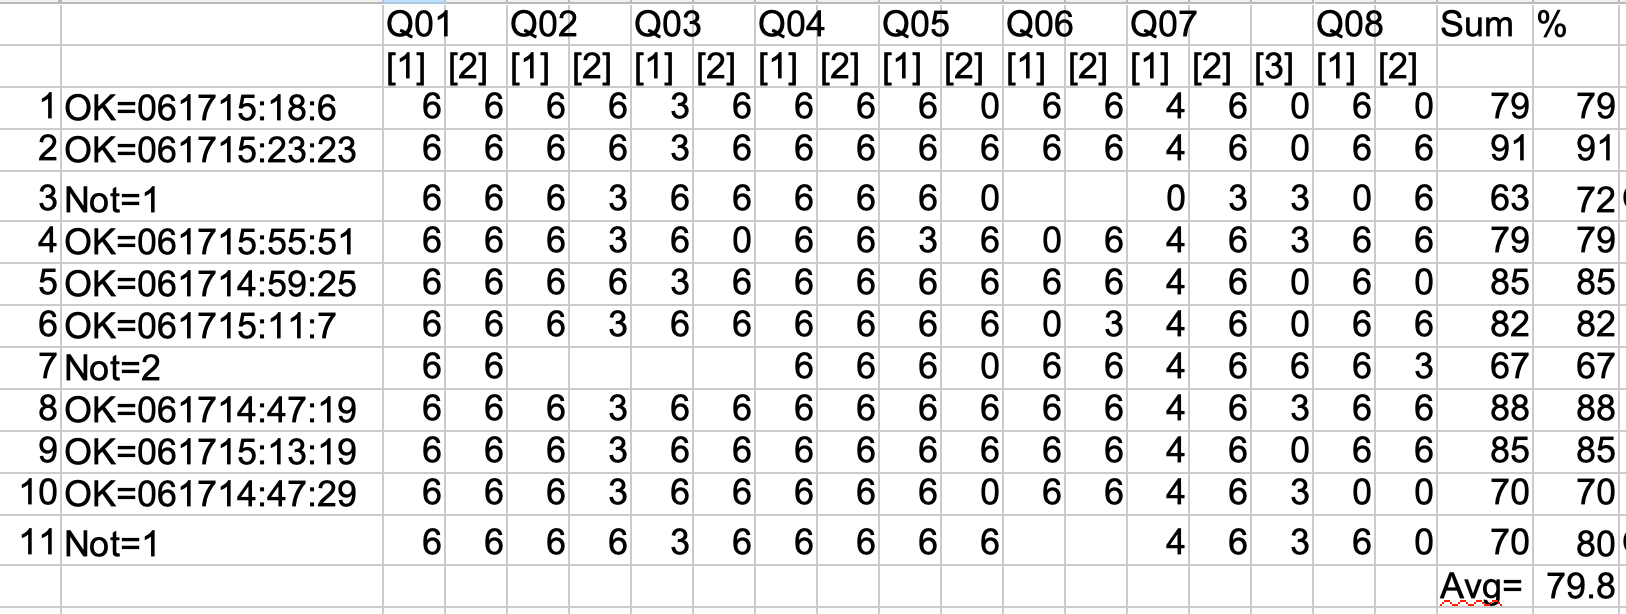 Q01 Q02 Q03 Q04 Q05 Q06 Q07 Q08 Sum %
[1] [2] [1] [2] [1] [2] [1] [2] [1] [2] [1] [2] [1] [2] [3] [1] [2]
1 OK=061715:18:6 6 6 6 6 3 6 6 6 6 0 6 6 4 6 0 6 0 79 79
2 OK=061715:23:23 6 6 6 6 3 6 6 6 6 6 6 6 4 6 0 6 6 91 91
3 Not=1 6 6 6 3 6 6 6 6 6 0 0 3 3 0 6 63 72
4 OK=061715:55:51 6 6 6 3 6 0 6 6 3 6 0 6 4 6 3 6 6 79 79
5 OK=061714:59:25 6 6 6 6 3 6 6 6 6 6 6 6 4 6 0 6 0 85 85
6 OK=061715:11:7 6 6 6 3 6 6 6 6 6 6 0 3 4 6 0 6 6 82 82
7 Not=2 6 6 6 6 6 0 6 6 4 6 6 6 3 67 67
8 OK=061714:47:19 6 6 6 3 6 6 6 6 6 6 6 6 4 6 3 6 6 88 88
9 OK=061715:13:19 6 6 6 3 6 6 6 6 6 6 6 6 4 6 0 6 6 85 85
10 OK=061714:47:29 6 6 6 3 6 6 6 6 6 0 6 6 4 6 3 0 0 70 70
11 Not=1 6 6 6 6 3 6 6 6 6 6 4 6 3 6 0 70 80
Avg= 79.8